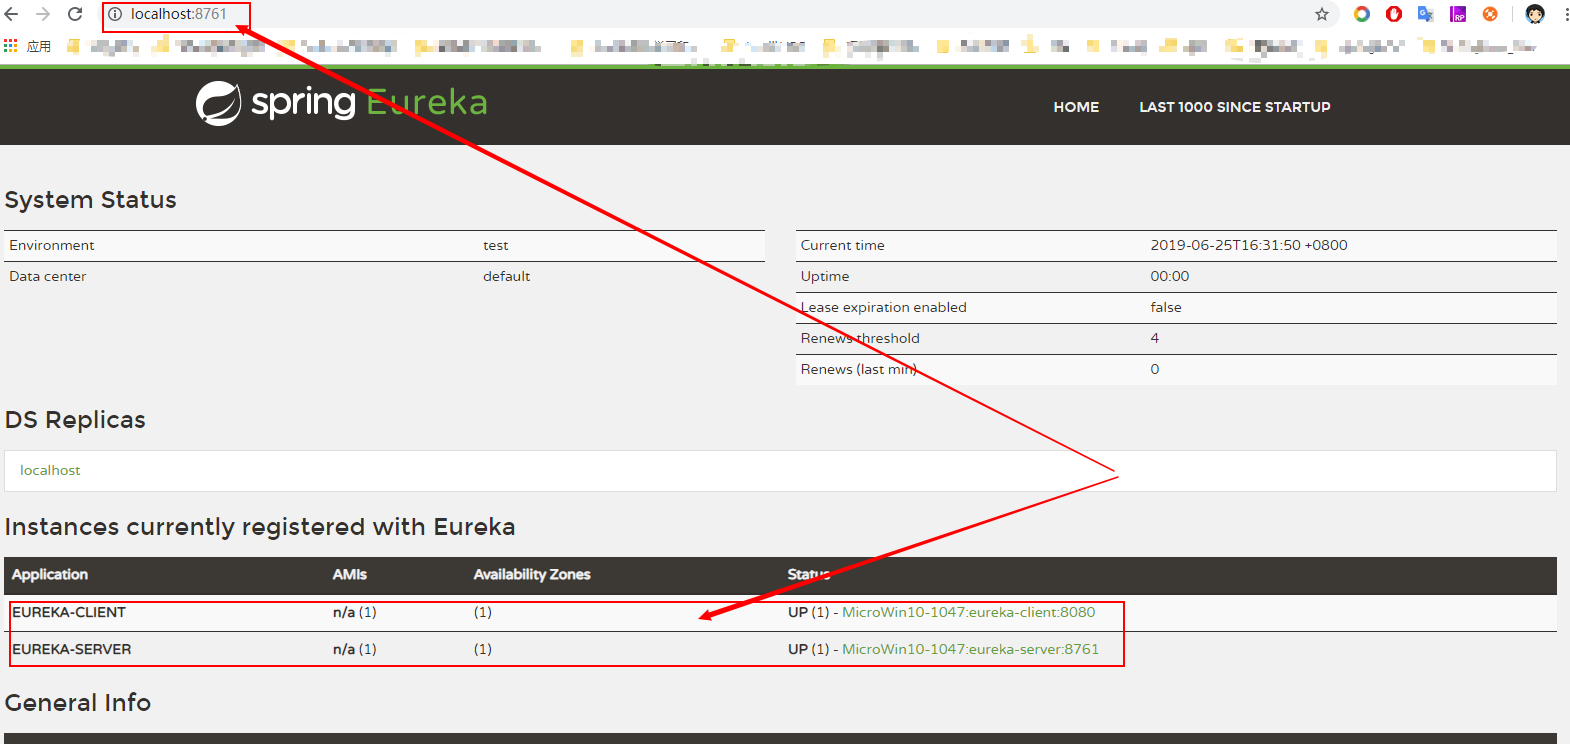 localhost:8761
应用
spring Eureka
HOME LAST 1000 SINCE STARTUP
System Status
Environment test
Data center default
Current time 2019-06-25T16:31:50 +0800
Uptime 00:00
Lease expiration enabled false
Renews threshold 4
Renews (last min) 0
DS Replicas
localhost
Instances currently registered with Eureka
Application AMIs Availability Zones Status
EUREKA-CLIENT n/a (1) (1) UP (1) - MicroWin10-1047:eureka-client:8080
EUREKA-SERVER n/a (1) (1) UP (1) - MicroWin10-1047:eureka-server:8761
General Info